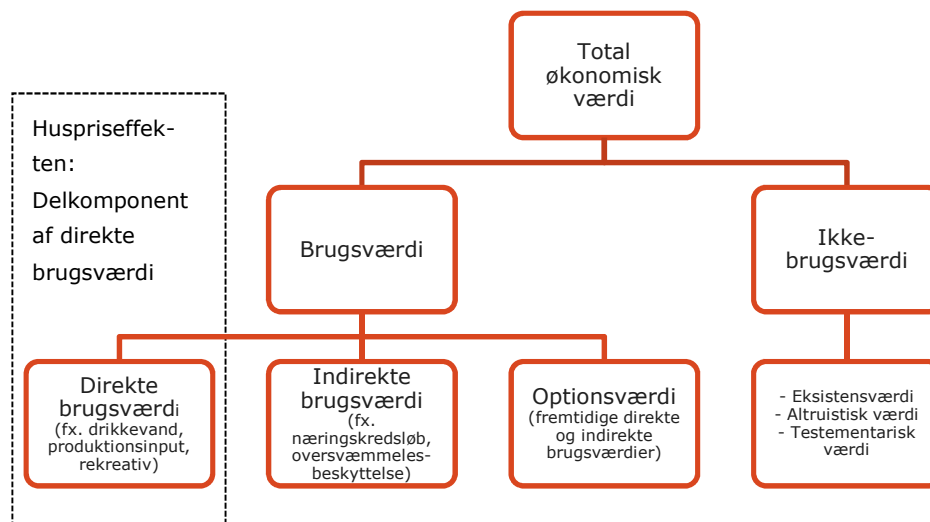 Total
økonomisk
værdi
Huspriseffek-
ten:
Delkomponent
af direkte
brugsværdi
Brugsværdi
Ikke-
brugsværdi
Direkte
brugsværdi
(fx. drikkevand,
produktionsinput,
rekreativ)
Indirekte
brugsværdi
(fx.
næringskredsløb,
oversvæmmeles-
beskyttelse)
Optionsværdi
(fremtidige direkte
og indirekte
brugsværdier)
- Eksistensværdi
- Altruistisk værdi
- Testementarisk
værdi